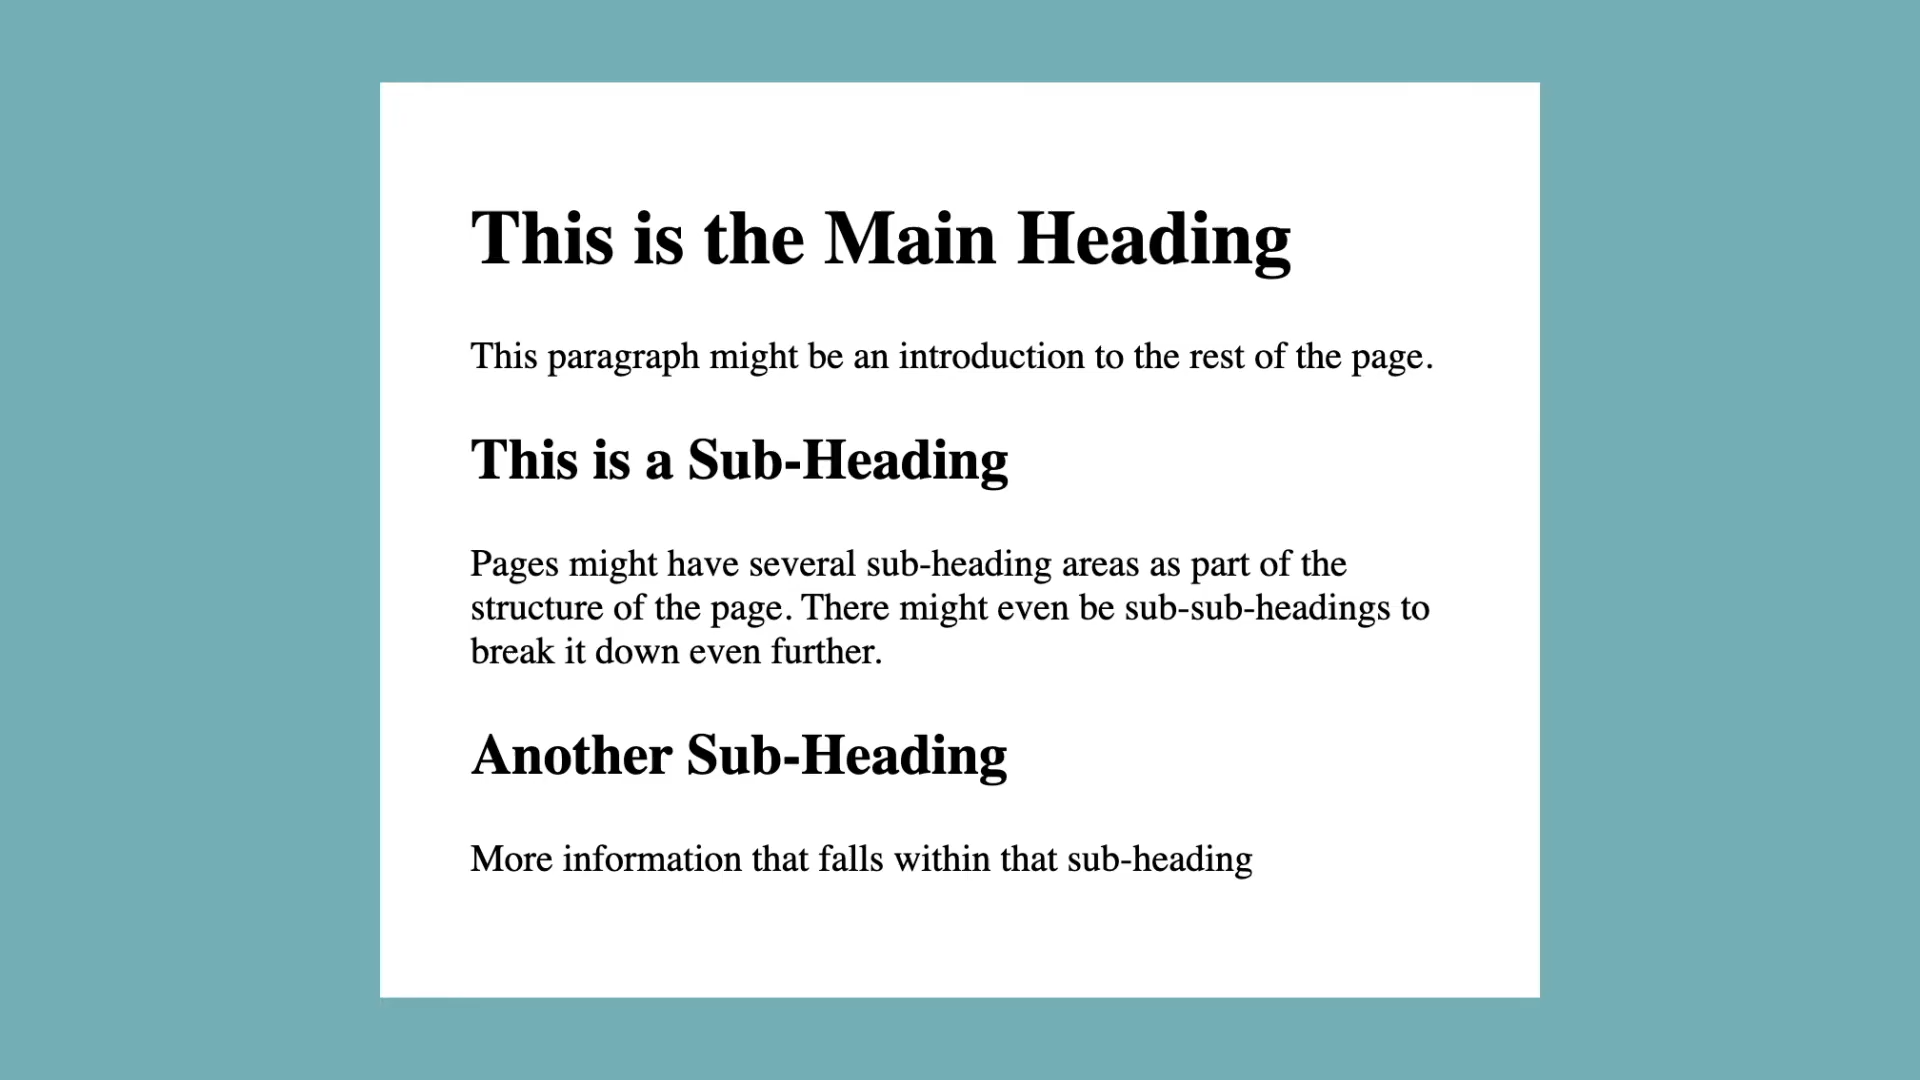 This is the Main Heading
This paragraph might be an introduction to the rest of the page.
This is a Sub-Heading
Pages might have several sub-heading areas as part of the
structure of the page. There might even be sub-sub-headings to
break it down even further.
Another Sub-Heading
More information that falls within that sub-heading